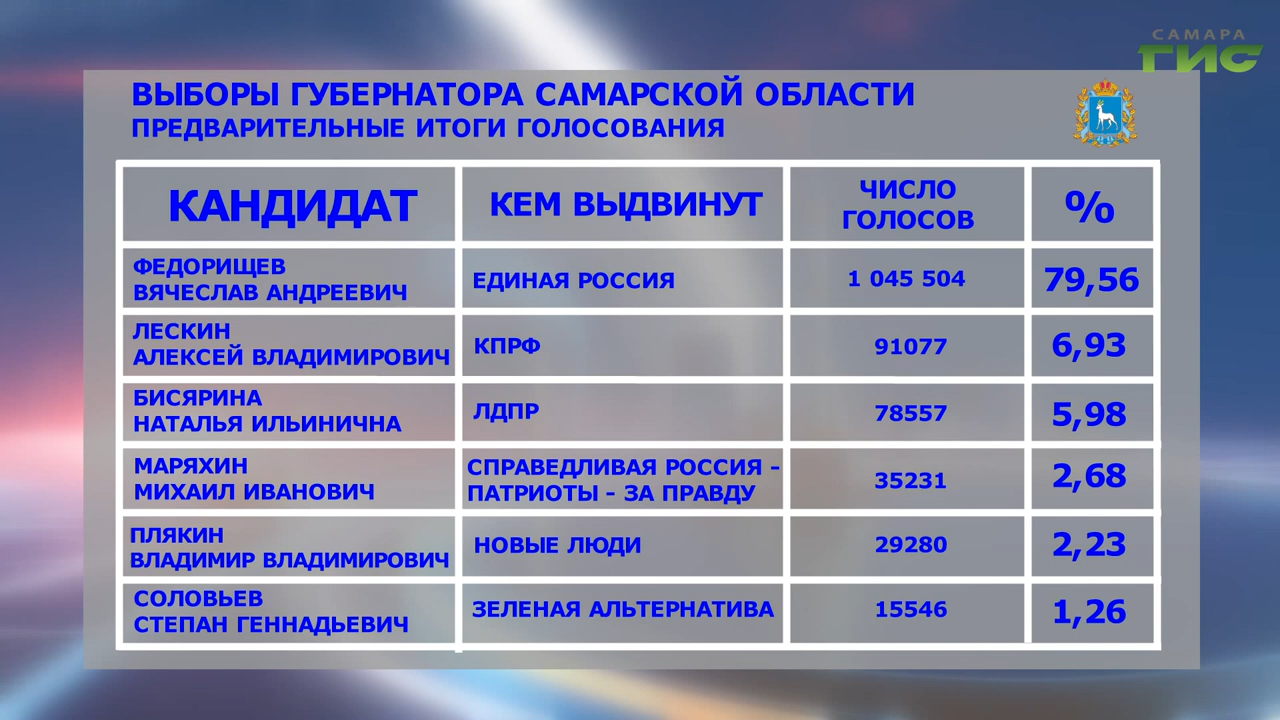 САМАРА
ГИС
ВЫБОРЫ ГУБЕРНАТОРА САМАРСКОЙ ОБЛАСТИ
ПРЕДВАРИТЕЛЬНЫЕ ИТОГИ ГОЛОСОВАНИЯ
КАНДИДАТ
КЕМ ВЫДВИНУТ
ЧИСЛО
ГОЛОСОВ
%
ФЕДОРИЩЕВ
ВЯЧЕСЛАВ АНДРЕЕВИЧ
ЕДИНАЯ РОССИЯ
1 045 504
79,56
ЛЕСКИН
АЛЕКСЕЙ ВЛАДИМИРОВИЧ
КПРФ
91077
6,93
БИСЯРИНА
НАТАЛЬЯ ИЛЬИНИЧНА
ЛДПР
78557
5,98
МАРЯХИН
МИХАИЛ ИВАНОВИЧ
СПРАВЕДЛИВАЯ РОССИЯ -
ПАТРИОТЫ - ЗА ПРАВДУ
35231
2,68
ПЛЯКИН
ВЛАДИМИР ВЛАДИМИРОВИЧ
НОВЫЕ ЛЮДИ
29280
2,23
СОЛОВЬЕВ
СТЕПАН ГЕННАДЬЕВИЧ
ЗЕЛЕНАЯ АЛЬТЕРНАТИВА
15546
1,26